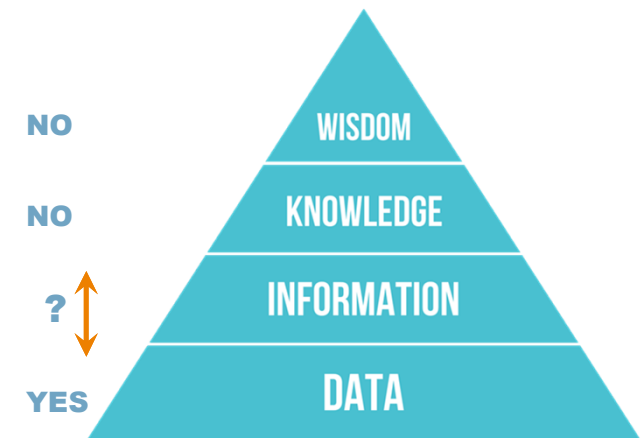 NO WISDOM
NO KNOWLEDGE
? INFORMATION
YES DATA